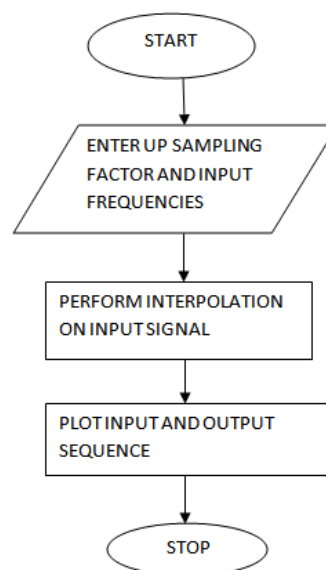 START
ENTER UP SAMPLING
FACTOR AND INPUT
FREQUENCIES
PERFORM INTERPOLATION
ON INPUT SIGNAL
PLOT INPUT AND OUTPUT
SEQUENCE
STOP